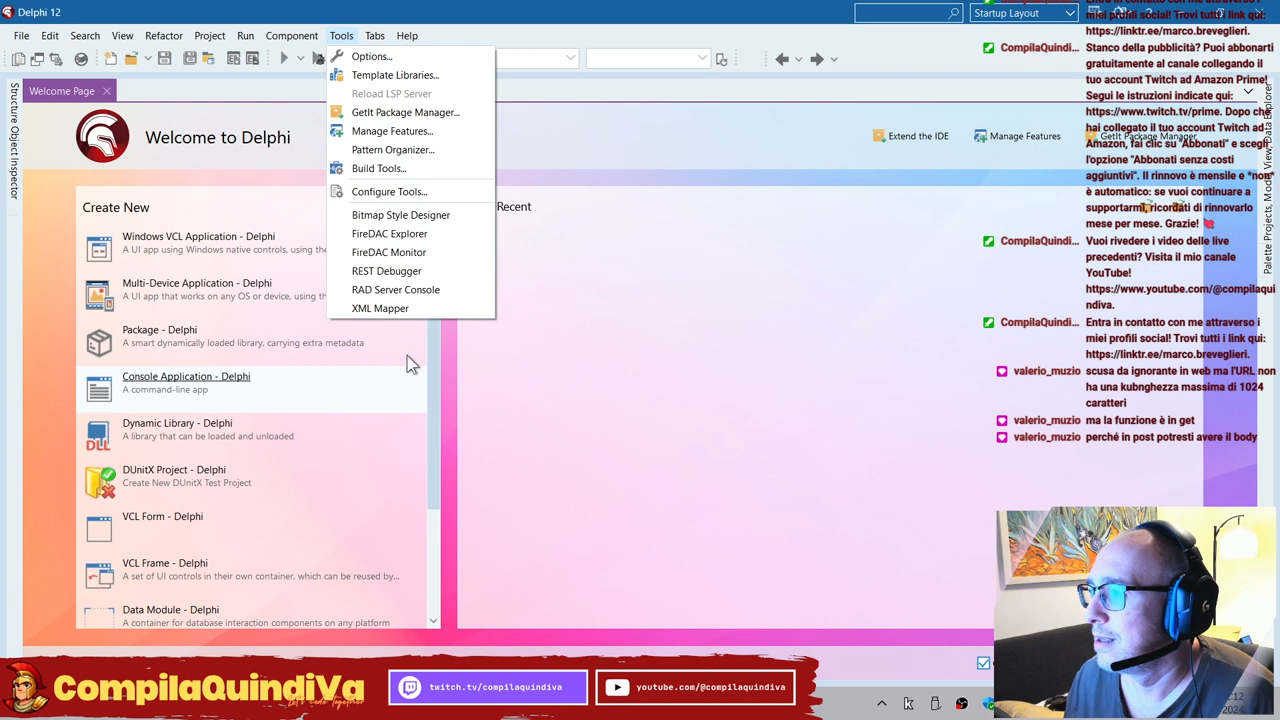 Delphi 12
Startup Layout
File Edit Search View Refactor Project Run Component Tools Tabs Help
Welcome Page
Structure Object Inspector
Welcome to Delphi
Extend the IDE
Manage Features
GetIt Package Manager
Options...
Template Libraries...
Reload LSP Server
GetIt Package Manager...
Manage Features...
Pattern Organizer...
Build Tools...
Configure Tools...
Bitmap Style Designer
FireDAC Explorer
FireDAC Monitor
REST Debugger
RAD Server Console
XML Mapper
Create New
Windows VCL Application - Delphi
A UI app using Windows native controls, using the
Multi-Device Application - Delphi
A UI app that works on any OS or device, using the
Package - Delphi
A smart dynamically loaded library, carrying extra metadata
Console Application - Delphi
A command-line app
Dynamic Library - Delphi
A library that can be loaded and unloaded
DLL
DUnitX Project - Delphi
Create New DUnitX Test Project
VCL Form - Delphi
VCL Frame - Delphi
A set UI controls in their own container, which can be reused by...
Data Module - Delphi
A container for database interaction components on any platform
Recent
miei profili social! Trovi tutti i link qui:
https://linktr.ee/marco.breveglieri.
CompilaQuindi... Stanco della pubblicità? Puoi abbonarti
gratuitamente al canale collegando il
tuo account Twitch ad Amazon Prime!
Segui le istruzioni indicate qui:
https://www.twitch.tv/prime. Dopo che
hai collegato il tuo account Twitch ad
Amazon, fai clic su "Abbonati" e scegli
l'opzione "Abbonati senza costi
aggiuntivi". Il rinnovo è mensile e *non*
è automatico: se vuoi continuare a
supportarmi, ricordati di rinnovarlo
mese per mese. Grazie!
CompilaQuindi... Vuoi rivedere i video delle live
precedenti? Visita il mio canale
YouTube!
https://www.youtube.com/@compilaqui
ndiva.
CompilaQuindi... Entra in contatto con me attraverso i
miei profili social! Trovi tutti i link qui:
https://linktr.ee/marco.breveglieri.
valerio_muzio scusa da ignorante in web ma l'URL non
ha una kubnghezza massima di 1024
caratteri
valerio_muzio ma la funzione è in get
valerio_muzio perché in post potresti avere il body
CompilaQuindiVa
Let's Code Together
twitch.tv/compilaquindiva
youtube.com/@compilaquindiva